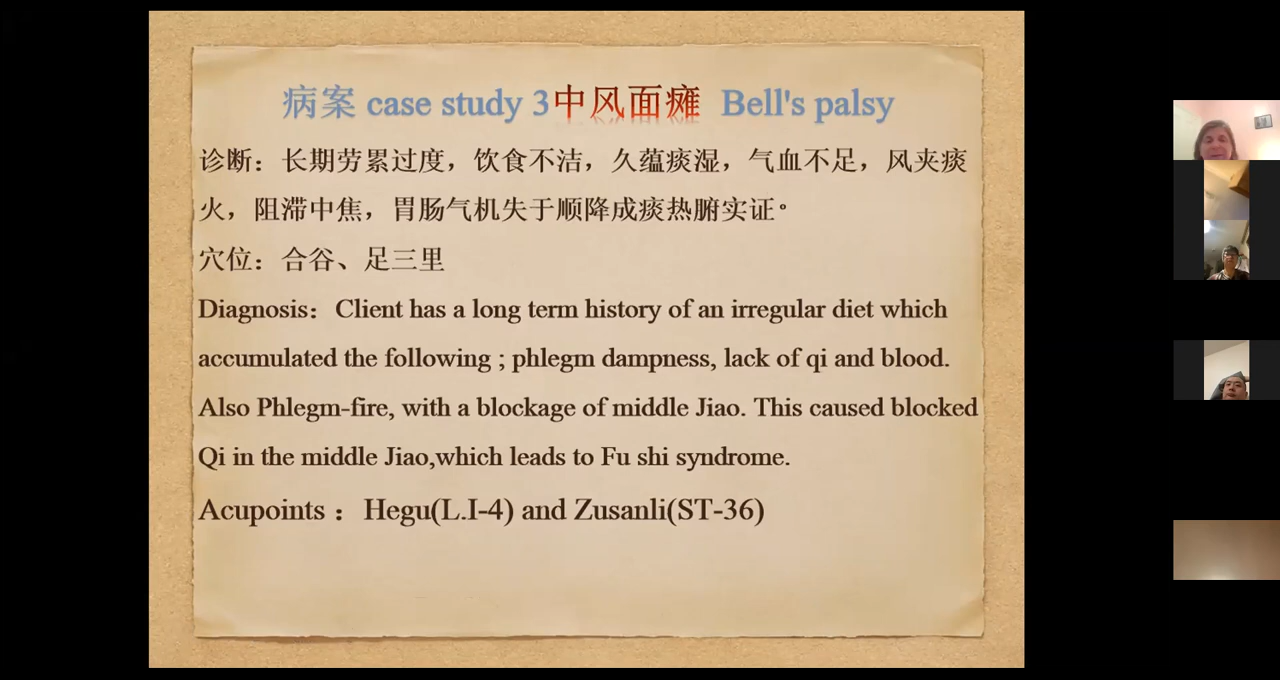 病案 case study 3中风面瘫 Bell's palsy
诊断：长期劳累过度，饮食不洁，久蕴痰湿，气血不足，风夹痰
火，阻滞中焦，胃肠气机失于顺降成痰热腑实证。
穴位：合谷、足三里
Diagnosis： Client has a long term history of an irregular diet which
accumulated the following ; phlegm dampness, lack of qi and blood.
Also Phlegm-fire, with a blockage of middle Jiao. This caused blocked
Qi in the middle Jiao,which leads to Fu shi syndrome.
Acupoints ： Hegu(L.I-4) and Zusanli(ST-36)